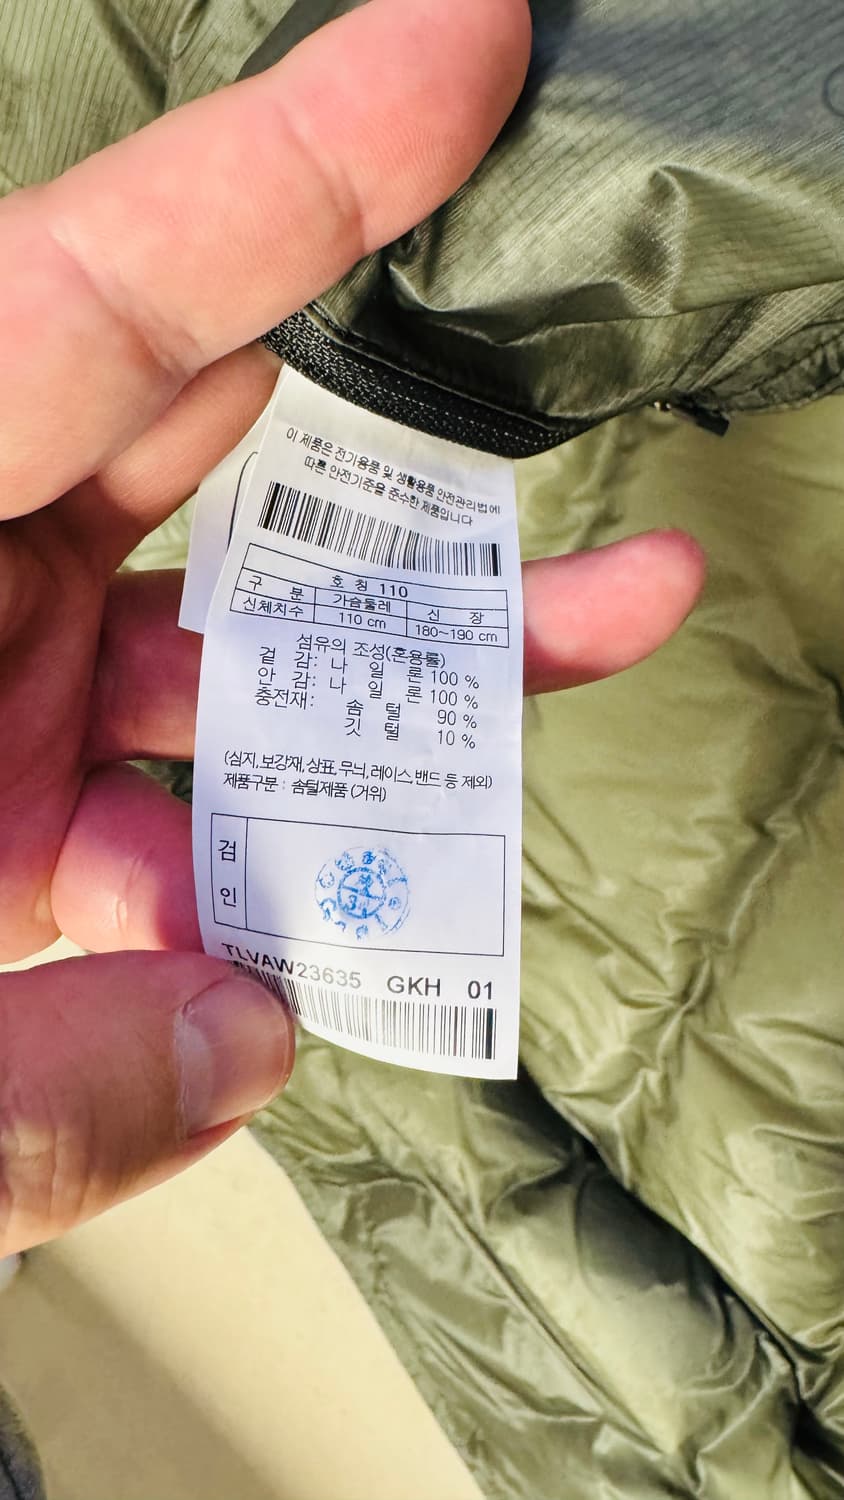 이 제품은 전기용품 및 생활용품 안전관리법에
따른 안전기준을 준수한 제품입니다
호 칭 110
구 분 가슴둘레 신 장
신체치수 110 cm 180~190 cm
섬유의 조성(혼용률)
겉 감: 나 일 론 100 %
안 감: 나 일 론 100 %
충전재: 솜 털 90 %
깃 털 10 %
(심지,보강재,상표,무늬,레이스,밴드 등 제외)
제품구분 : 솜털제품 (거위)
검
인
TLVAW23635 GKH 01